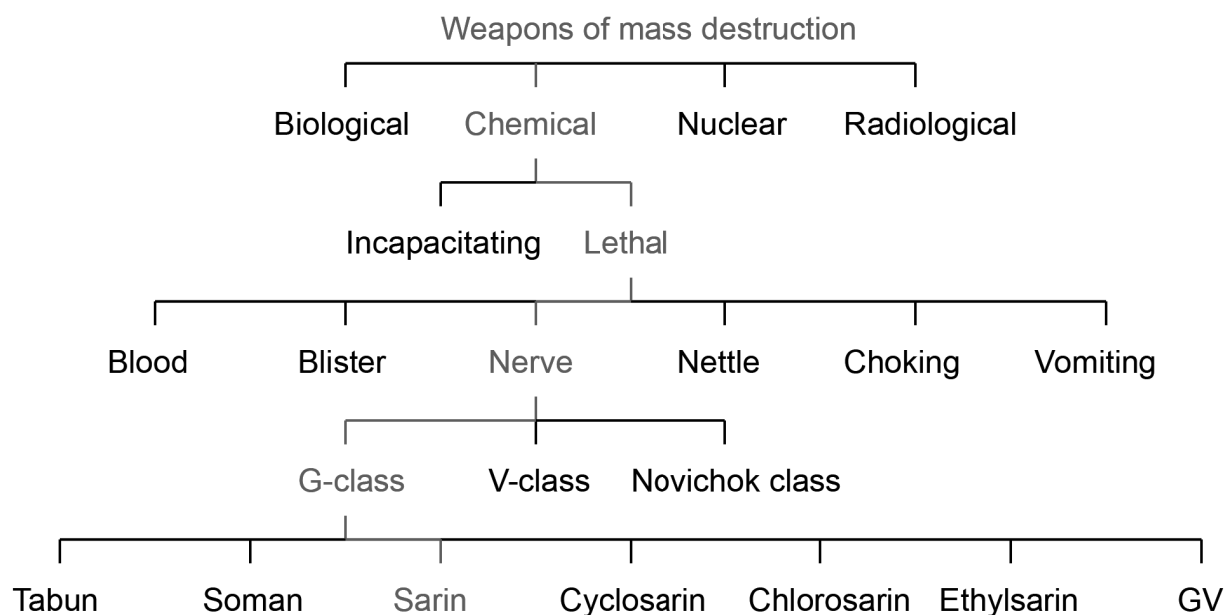 Weapons of mass destruction
Biological Chemical Nuclear Radiological
Incapacitating Lethal
Blood Blister Nerve Nettle Choking Vomiting
G-class V-class Novichok class
Tabun Soman Sarin Cyclosarin Chlorosarin Ethylsarin GV